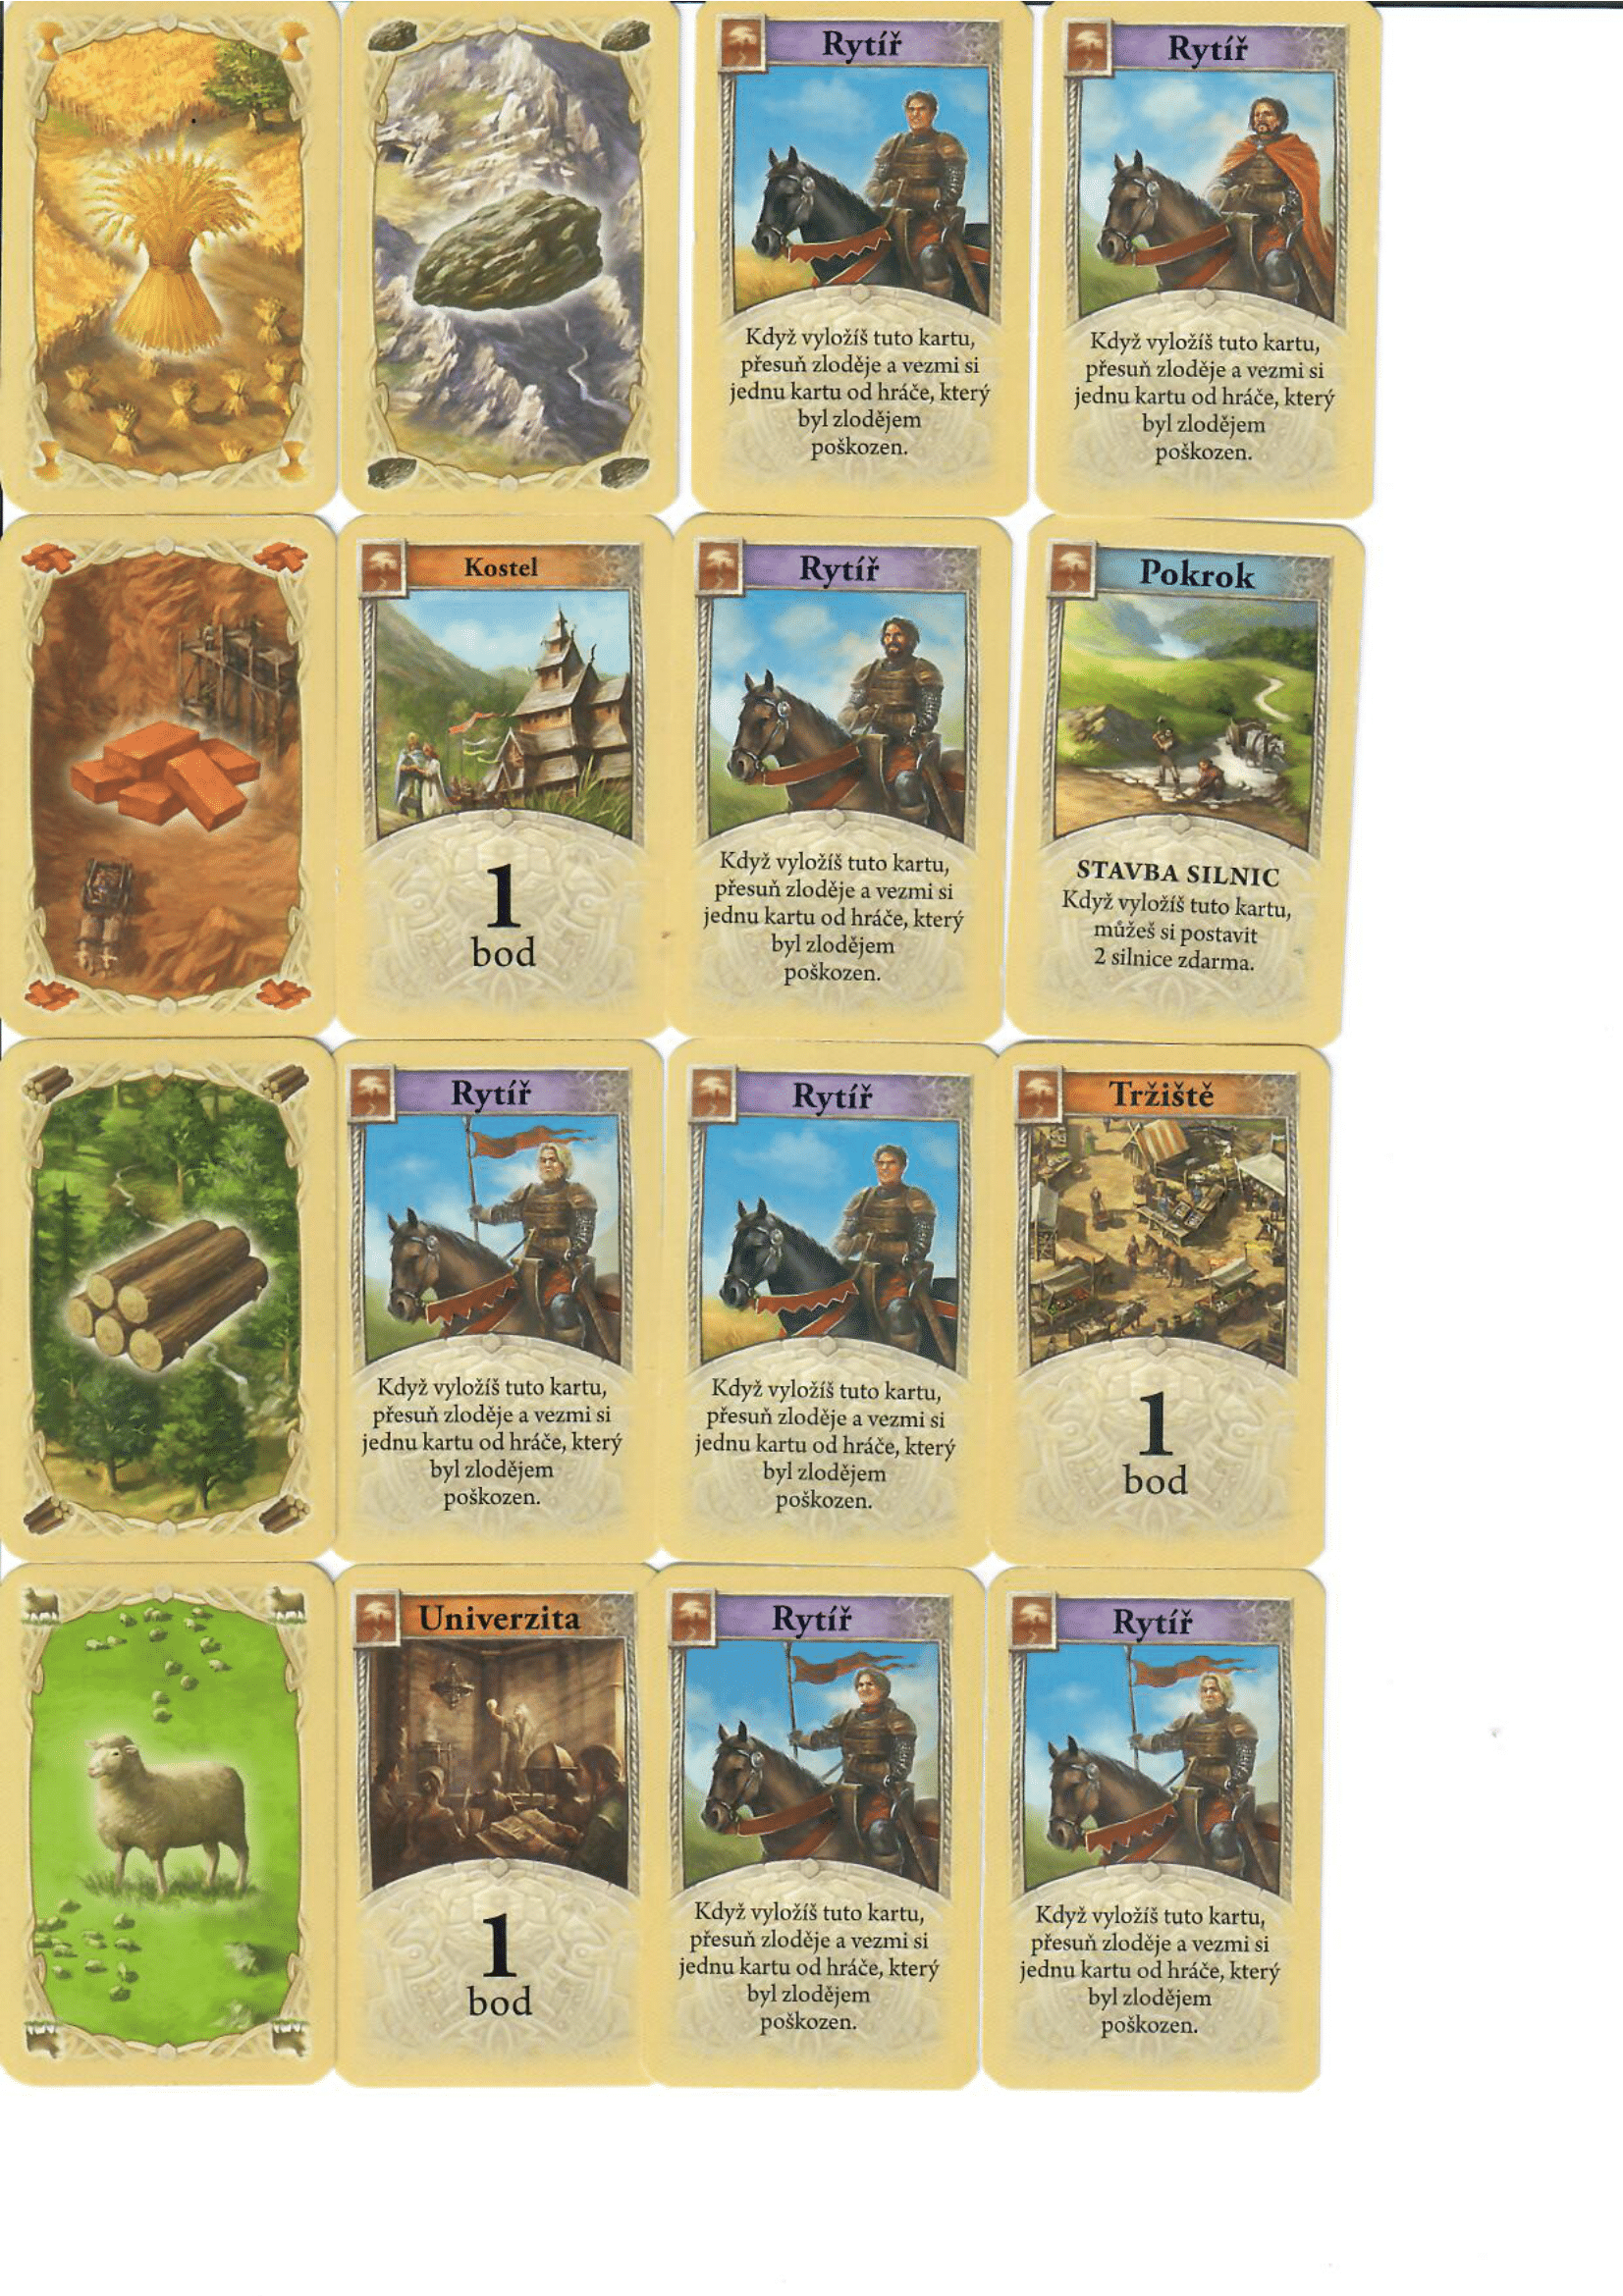 Rytíř
Když vyložíš tuto kartu,
přesuň zloděje a vezmi si
jednu kartu od hráče, který
byl zlodějem
poškozen.
Rytíř
Když vyložíš tuto kartu,
přesuň zloděje a vezmi si
jednu kartu od hráče, který
byl zlodějem
poškozen.
Kostel
1
bod
Rytíř
Když vyložíš tuto kartu,
přesuň zloděje a vezmi si
jednu kartu od hráče, který
byl zlodějem
poškozen.
Pokrok
STAVBA SILNIC
Když vyložíš tuto kartu,
můžeš si postavit
2 silnice zdarma.
Rytíř
Když vyložíš tuto kartu,
přesuň zloděje a vezmi si
jednu kartu od hráče, který
byl zlodějem
poškozen.
Rytíř
Když vyložíš tuto kartu,
přesuň zloděje a vezmi si
jednu kartu od hráče, který
byl zlodějem
poškozen.
Tržiště
1
bod
Univerzita
1
bod
Rytíř
Když vyložíš tuto kartu,
přesuň zloděje a vezmi si
jednu kartu od hráče, který
byl zlodějem
poškozen.
Rytíř
Když vyložíš tuto kartu,
přesuň zloděje a vezmi si
jednu kartu od hráče, který
byl zlodějem
poškozen.